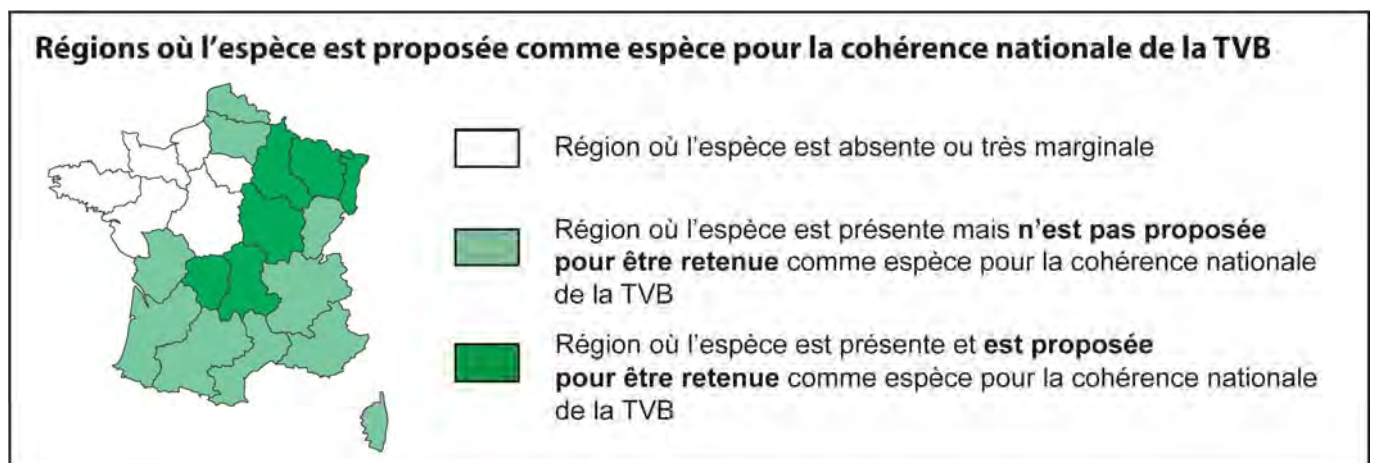 Régions où l'espèce est proposée comme espèce pour la cohérence nationale de la TVB
Région où l'espèce est absente ou très marginale
Région où l'espèce est présente mais n'est pas proposée
pour être retenue comme espèce pour la cohérence nationale
de la TVB
Région où l'espèce est présente et est proposée
pour être retenue comme espèce pour la cohérence nationale
de la TVB